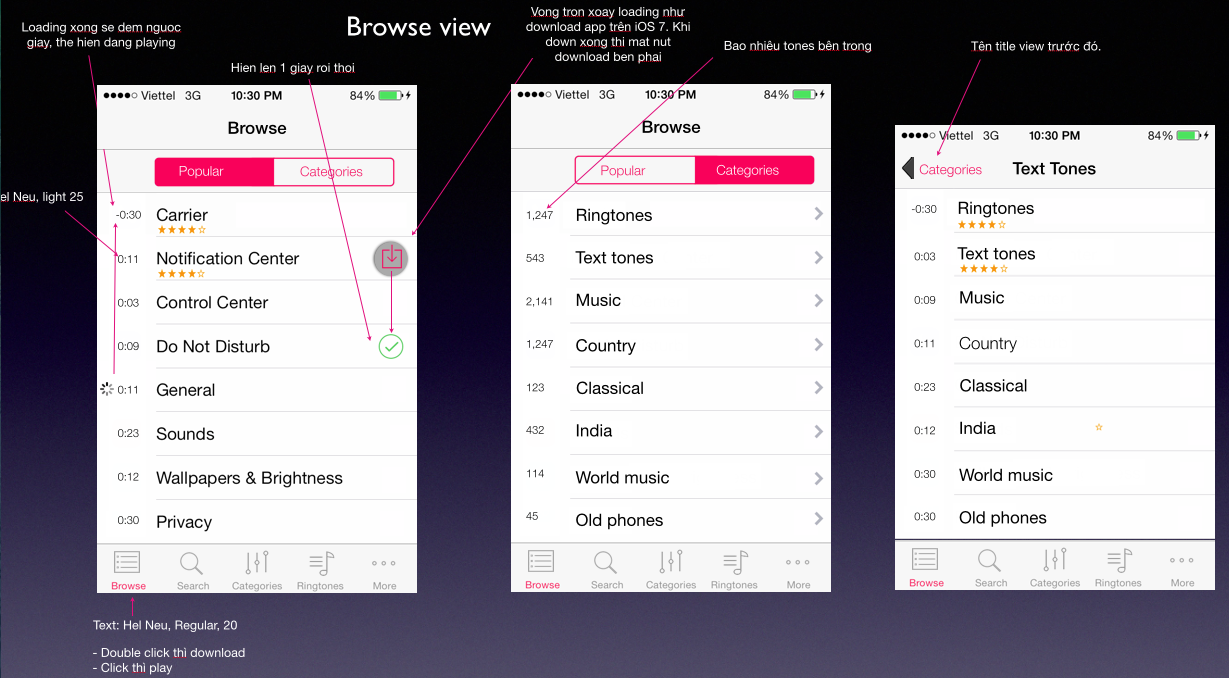 Browse view
Loading xong se dem nguoc
giay, the hien dang playing
Hien len 1 giay roi thoi
Vong tron xoay loading như
download app trên iOS 7. Khi
down xong thi mat nut
download ben phai
Bao nhiêu tones bên trong
Tên title view trước đó.
el Neu, light 25
Viettel 3G 10:30 PM 84%
Browse
Popular Categories
-0:30 Carrier
0:11 Notification Center
0:03 Control Center
0:09 Do Not Disturb
0:11 General
0:23 Sounds
0:12 Wallpapers & Brightness
0:30 Privacy
Browse Search Categories Ringtones More
Text: Hel Neu, Regular, 20
- Double click thì download
- Click thì play
Viettel 3G 10:30 PM 84%
Browse
Popular Categories
1,247 Ringtones
543 Text tones
2,141 Music
1,247 Country
123 Classical
432 India
114 World music
45 Old phones
Browse Search Categories Ringtones More
Viettel 3G 10:30 PM 84%
Categories Text Tones
-0:30 Ringtones
0:03 Text tones
0:09 Music
0:11 Country
0:23 Classical
0:12 India
0:30 World music
0:30 Old phones
Browse Search Categories Ringtones More